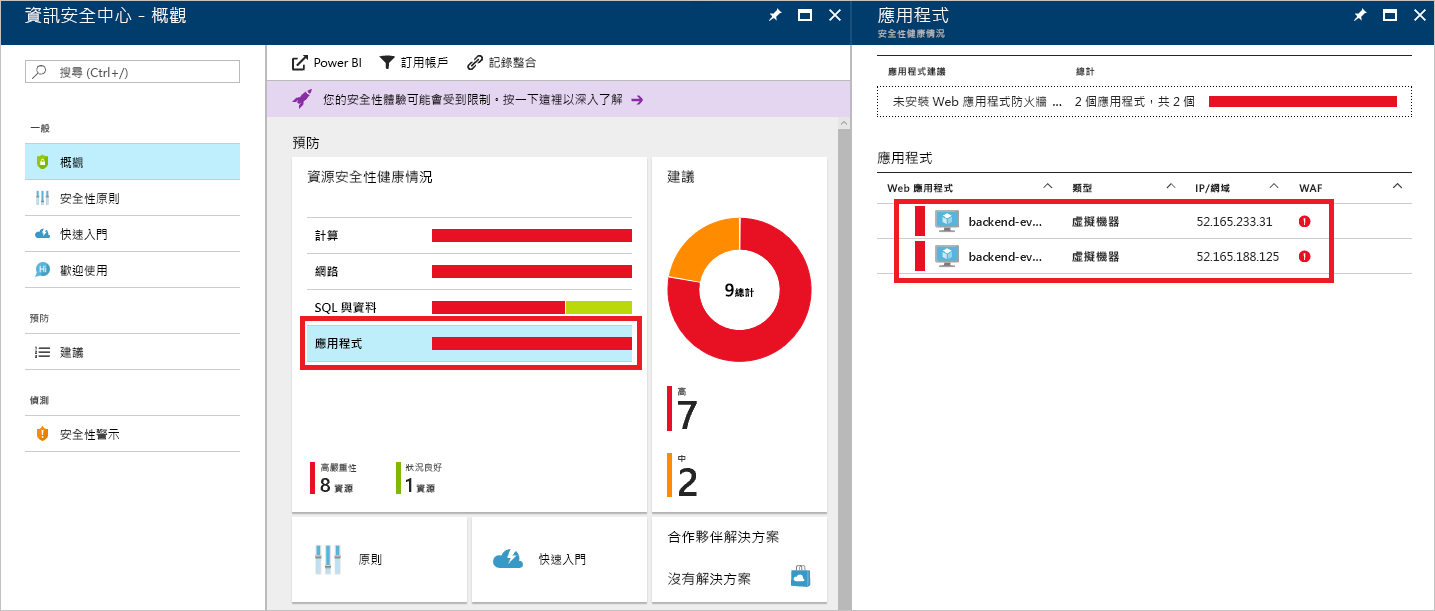 資訊安全中心 - 概觀
搜尋 (Ctrl+/)
一般
概觀
安全性原則
快速入門
Hi
歡迎使用
預防
建議
偵測
安全性警示
Power BI 訂用帳戶 記錄整合
您的安全性體驗可能會受到限制。按一下這裡以深入了解
預防
資源安全性健康情況
計算
網路
SQL 與資料
應用程式
高嚴重性
8 資源
狀況良好
1 資源
建議
9總計
高
7
中
2
原則
快速入門
合作夥伴解決方案
沒有解決方案
應用程式
安全性健康情況
應用程式建議 總計
未安裝 Web 應用程式防火牆 ... 2 個應用程式，共 2 個
應用程式
Web 應用程式 類型 IP/網域 WAF
backend-ev... 虛擬機器 52.165.233.31
backend-ev... 虛擬機器 52.165.188.125